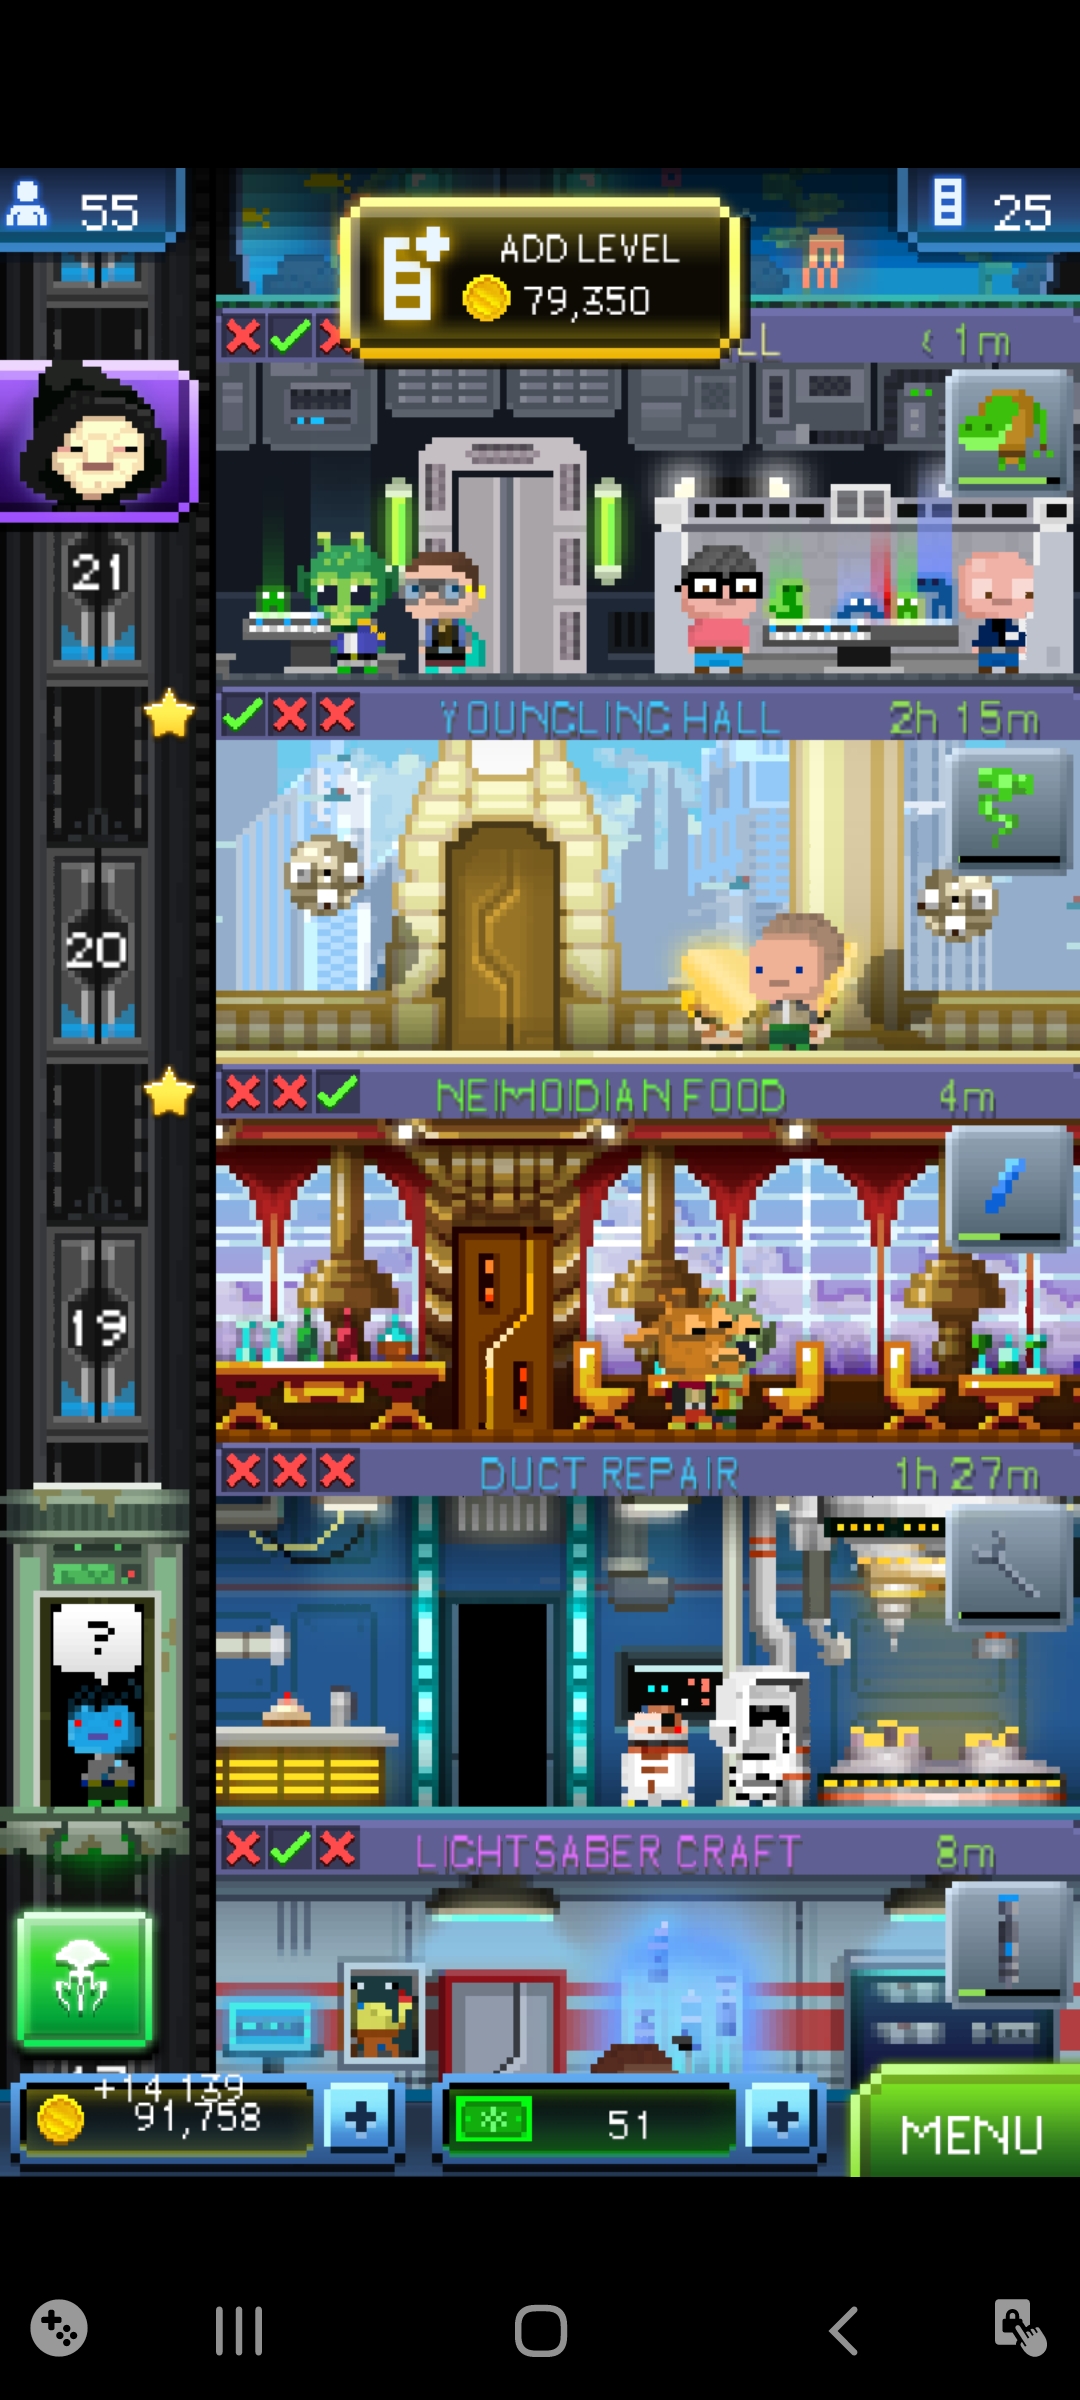 55
25
ADD LEVEL
79,350
LL
< 1m
21
YOUNGLING HALL
2h 15m
20
NEIMOIDIAN FOOD
4m
19
DUCT REPAIR
1h 27m
?
LIGHTSABER CRAFT
8m
+14,139
91,758
51
MENU